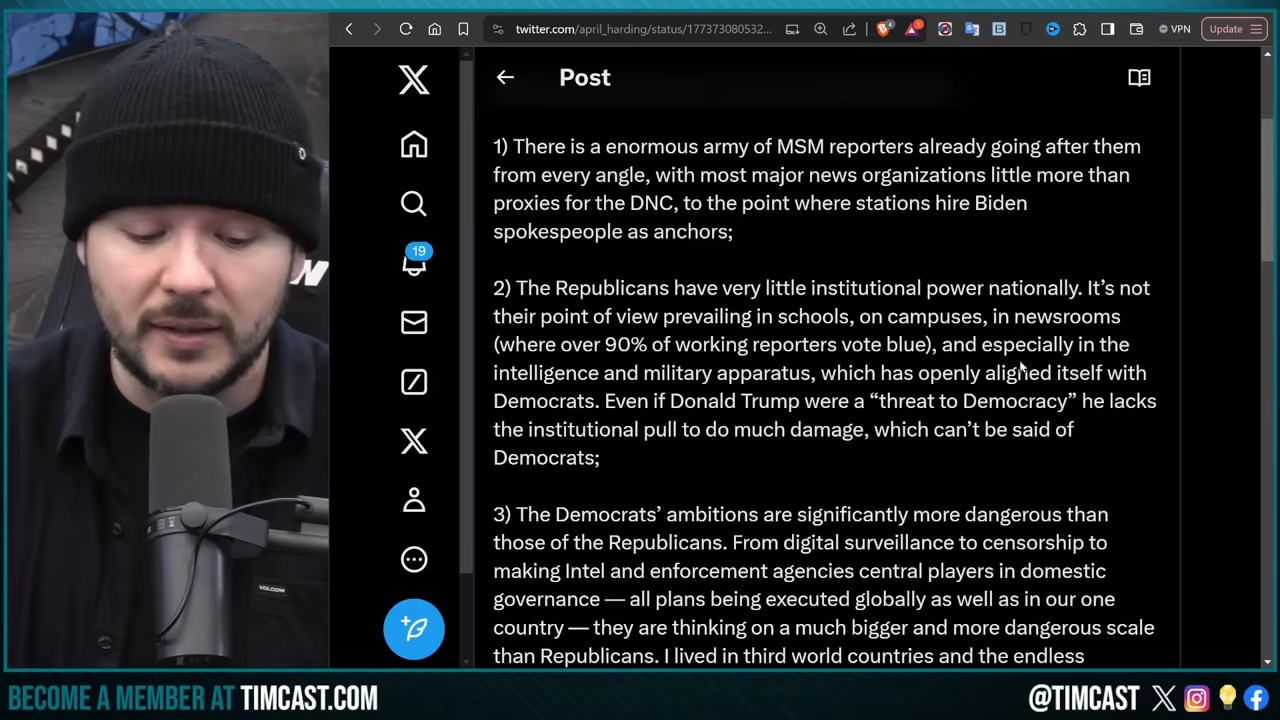 twitter.com/april_harding/status/177373080532...
4
1
VPN
Update
Post
19
1) There is a enormous army of MSM reporters already going after them
from every angle, with most major news organizations little more than
proxies for the DNC, to the point where stations hire Biden
spokespeople as anchors;
2) The Republicans have very little institutional power nationally. It’s not
their point of view prevailing in schools, on campuses, in newsrooms
(where over 90% of working reporters vote blue), and especially in the
intelligence and military apparatus, which has openly aligned itself with
Democrats. Even if Donald Trump were a “threat to Democracy” he lacks
the institutional pull to do much damage, which can’t be said of
Democrats;
3) The Democrats’ ambitions are significantly more dangerous than
those of the Republicans. From digital surveillance to censorship to
making Intel and enforcement agencies central players in domestic
governance — all plans being executed globally as well as in our one
country — they are thinking on a much bigger and more dangerous scale
than Republicans. I lived in third world countries and the endless
VOLCOM
BECOME A MEMBER AT TIMCAST.COM
@TIMCAST